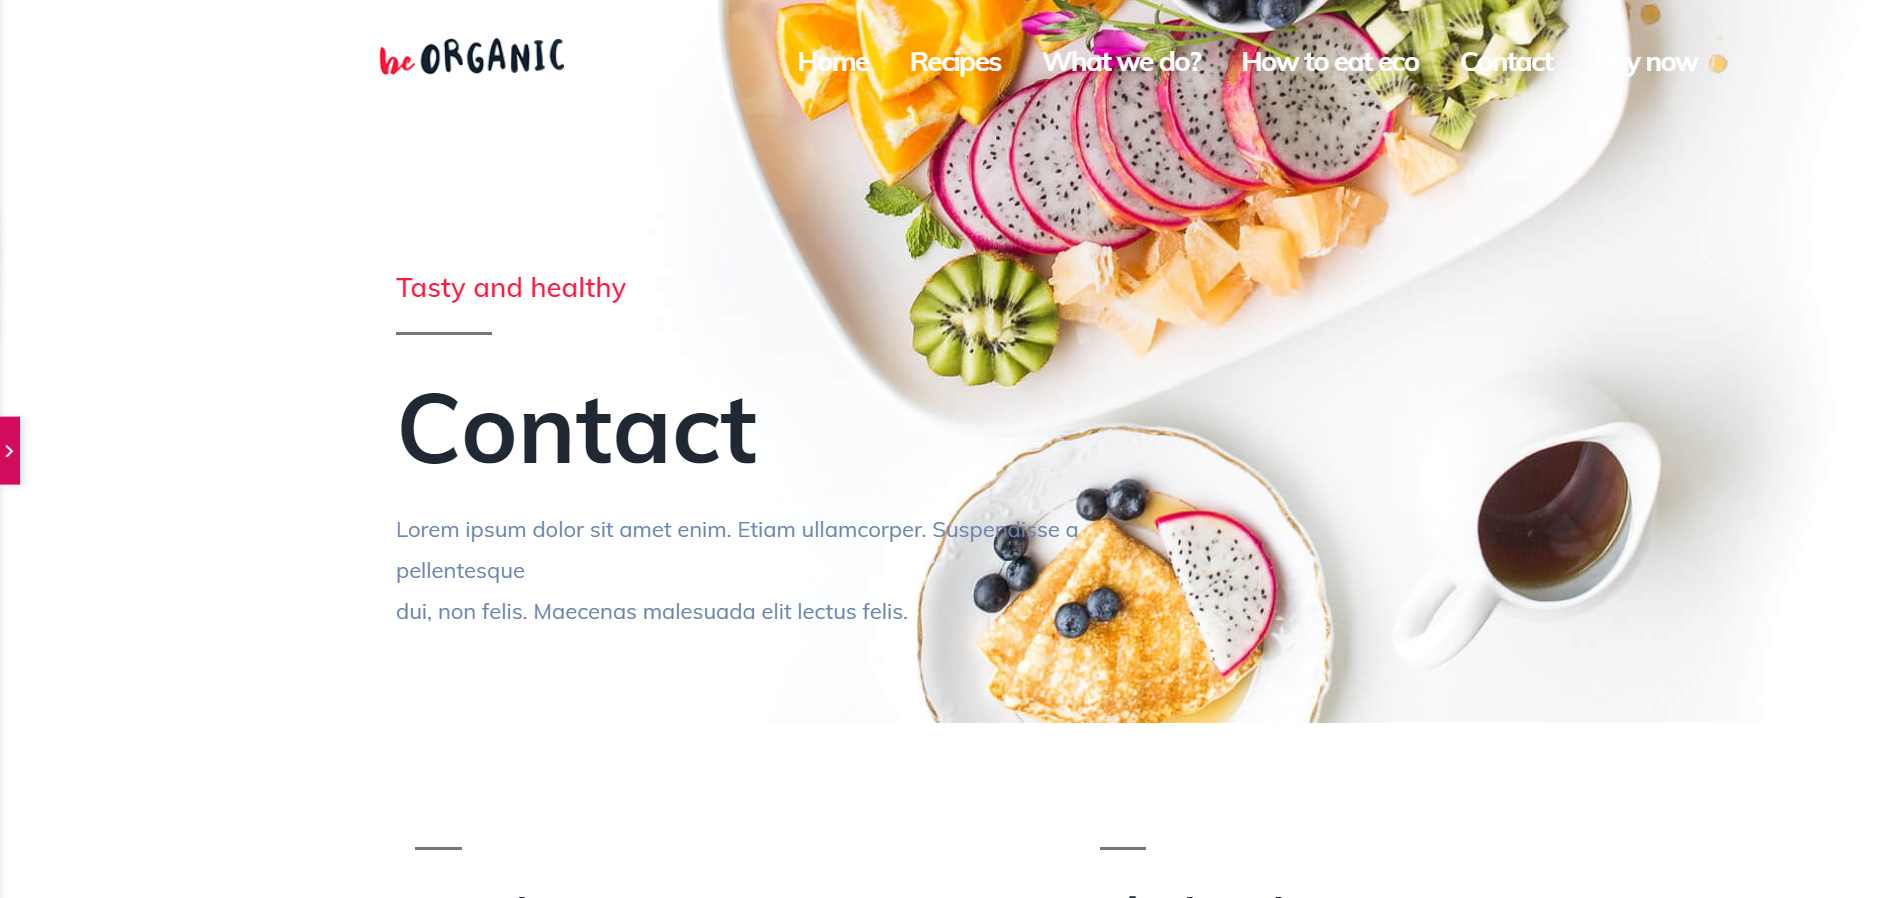 be ORGANIC
Home Recipes What we do? How to eat eco Contact Buy now
Tasty and healthy
Contact
Lorem ipsum dolor sit amet enim. Etiam ullamcorper. Suspendisse a
pellentesque
dui, non felis. Maecenas malesuada elit lectus felis.